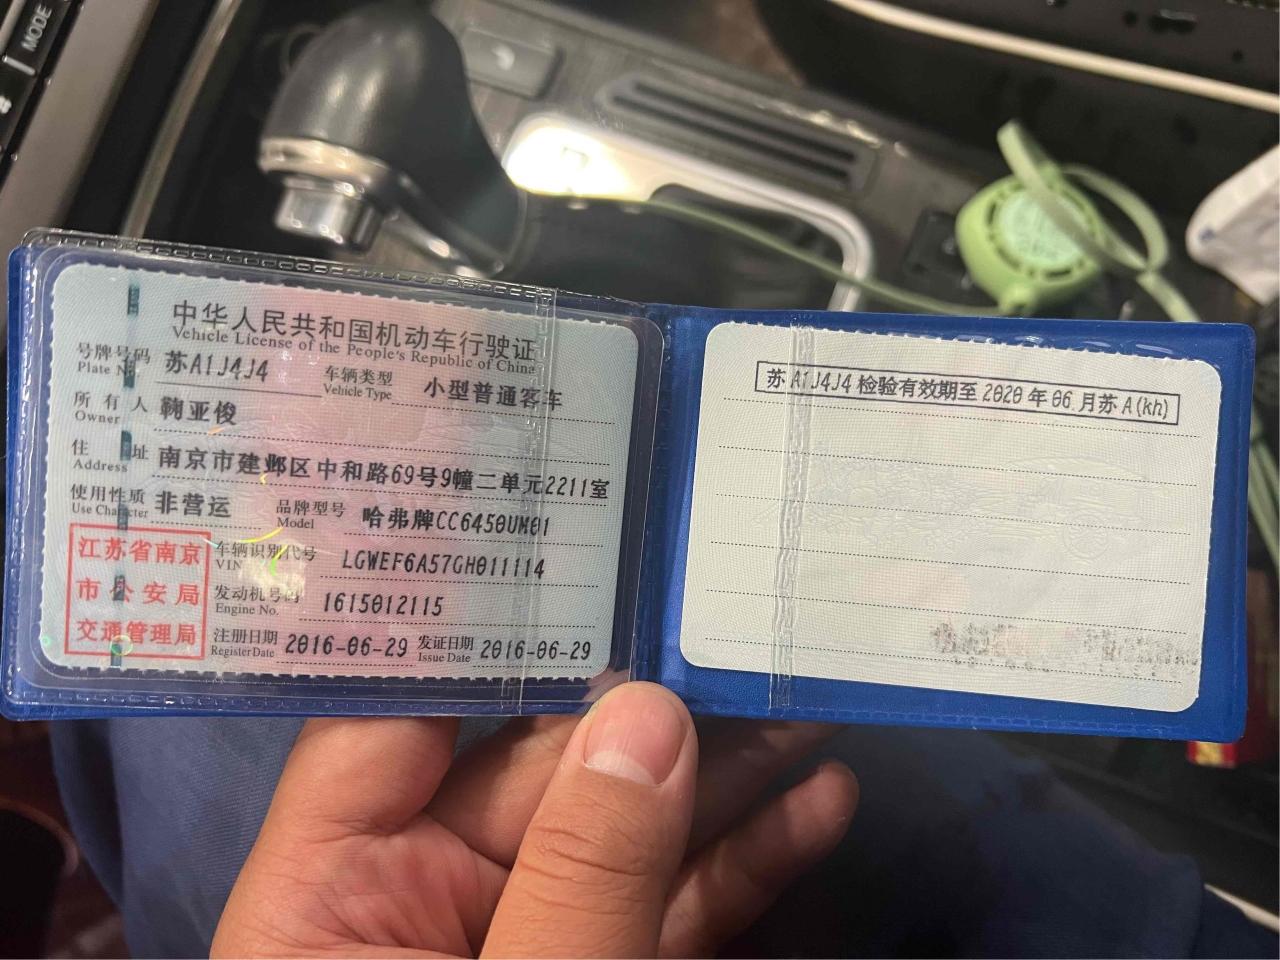 MODE
中华人民共和国机动车行驶证
Vehicle License of the People's Republic of China
号牌号码 苏A1J4J4 车辆类型 小型普通客车
Plate No. Vehicle Type
所有人 鞠亚俊
Owner
住址 南京市建邺区中和路69号9幢二单元2211室
Address
使用性质 非营运 品牌型号 哈弗牌CC6450UM01
Use Character Model
江苏省南京
市公安局
交通管理局
车辆识别代号 LGWEF6A57GH011114
VIN
发动机号码 1615012115
Engine No.
注册日期 2016-06-29 发证日期 2016-06-29
Register Date Issue Date
苏A1J4J4检验有效期至2020年06月苏A(kh)